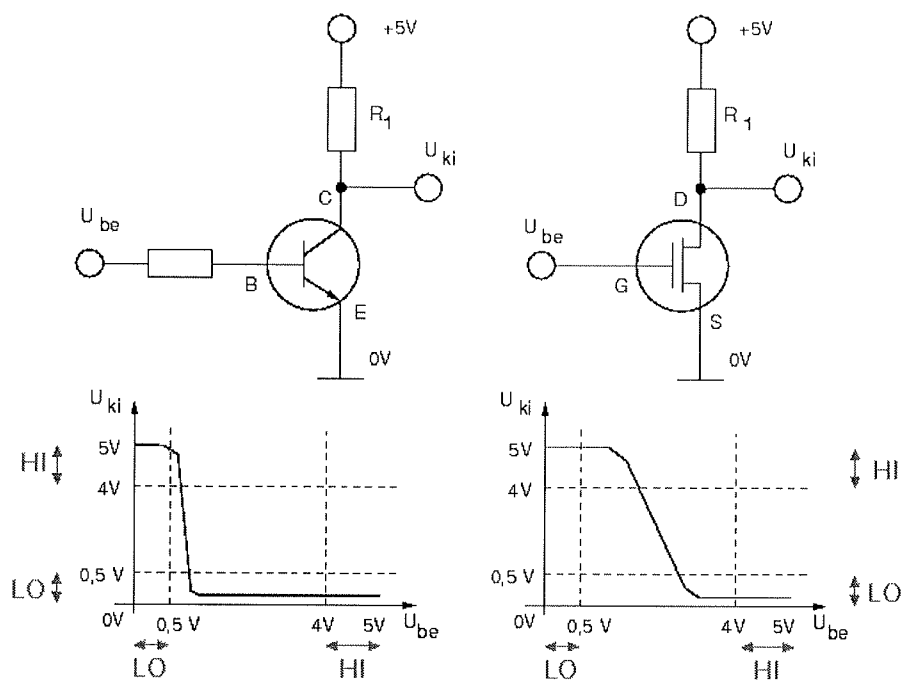 +5V
R1
Uki
C
Ube
B
E
0V
+5V
R1
Uki
D
Ube
G
S
0V
Uki
HI
5V
4V
LO
0,5 V
0V
0,5 V
4V
5V
Ube
LO
HI
Uki
5V
HI
4V
0,5 V
LO
0V
0,5 V
4V
5V
Ube
LO
HI